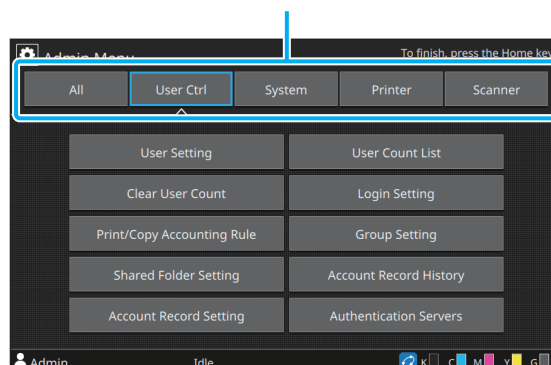 Admin Menu
To finish, press the Home key
All
User Ctrl
System
Printer
Scanner
User Setting
User Count List
Clear User Count
Login Setting
Print/Copy Accounting Rule
Group Setting
Shared Folder Setting
Account Record History
Account Record Setting
Authentication Servers
Admin
Idle
K C M Y G